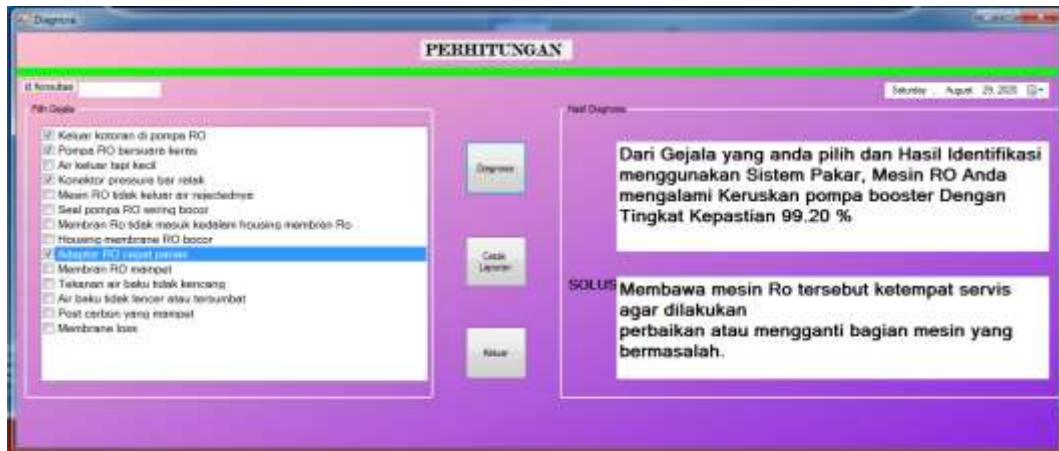 Diagnosa
PERHITUNGAN
Id Konsultasi
Saturday , August 29, 2020
Pilih Gejala
Keluar kotoran di pompa RO
Pompa RO bersuara keras
Air keluar tapi kecil
Konektor pressure bar retak
Mesin RO tidak keluar air rejectednya
Seal pompa RO sering bocor
Membran Ro tidak masuk kedalam housing membran Ro
Housing membrane RO bocor
Adaptor RO cepat panas
Membran RO mampet
Tekanan air baku tidak kencang
Air baku tidak lancar atau tersumbat
Post carbon yang mampet
Membrane loss
Diagnosa
Cetak
Laporan
Keluar
Hasil Diagnosa
Dari Gejala yang anda pilih dan Hasil Identifikasi
menggunakan Sistem Pakar, Mesin RO Anda
mengalami Keruskan pompa booster Dengan
Tingkat Kepastian 99.20 %
SOLUS
Membawa mesin Ro tersebut ketempat servis
agar dilakukan
perbaikan atau mengganti bagian mesin yang
bermasalah.